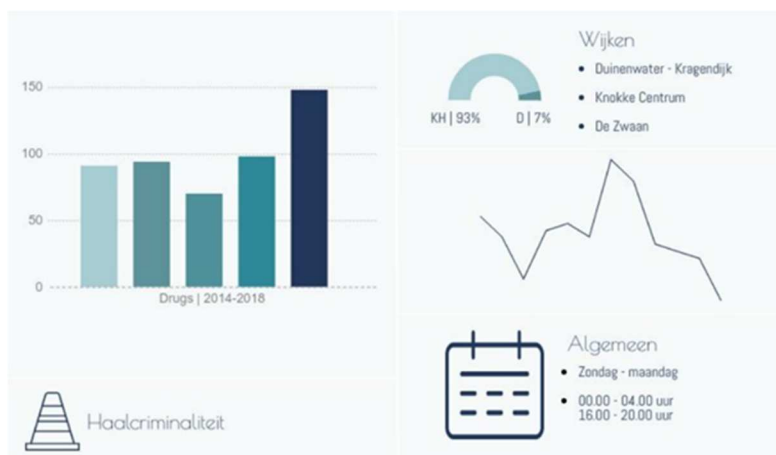 150
100
50
0
Drugs | 2014-2018
Haalcriminaliteit
KH | 93%
D | 7%
Wijken
• Duinenwater - Kragendijk
• Knokke Centrum
• De Zwaan
Algemeen
• Zondag - maandag
• 00.00 - 04.00 uur
16.00 - 20.00 uur